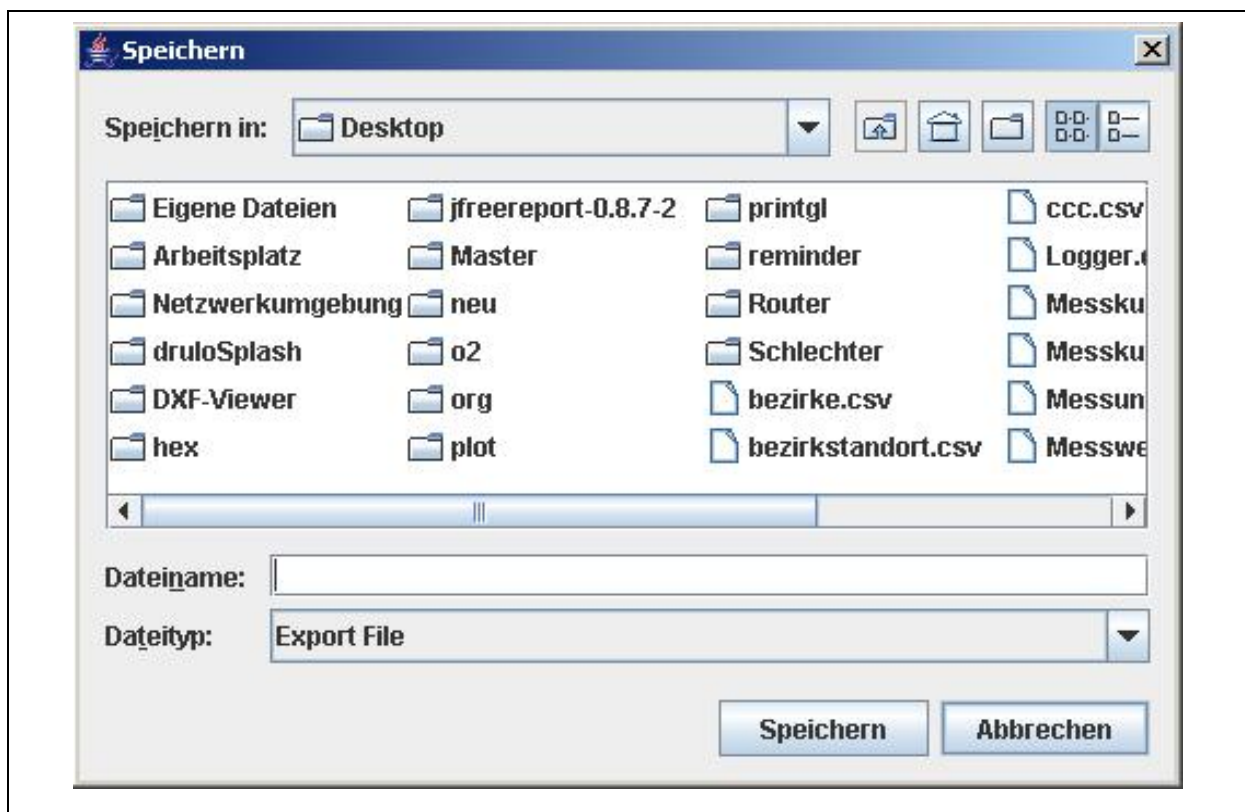 Speichern
Speichern in: Desktop
Eigene Dateien jfreereport-0.8.7-2 printgl ccc.csv
Arbeitsplatz Master reminder
Netzwerkumgebung neu Router
druloSplash o2 Schlechter
DXF-Viewer org bezirke.csv
hex plot bezirkstandort.csv
Dateiname:
Dateityp: Export File
Speichern Abbrechen